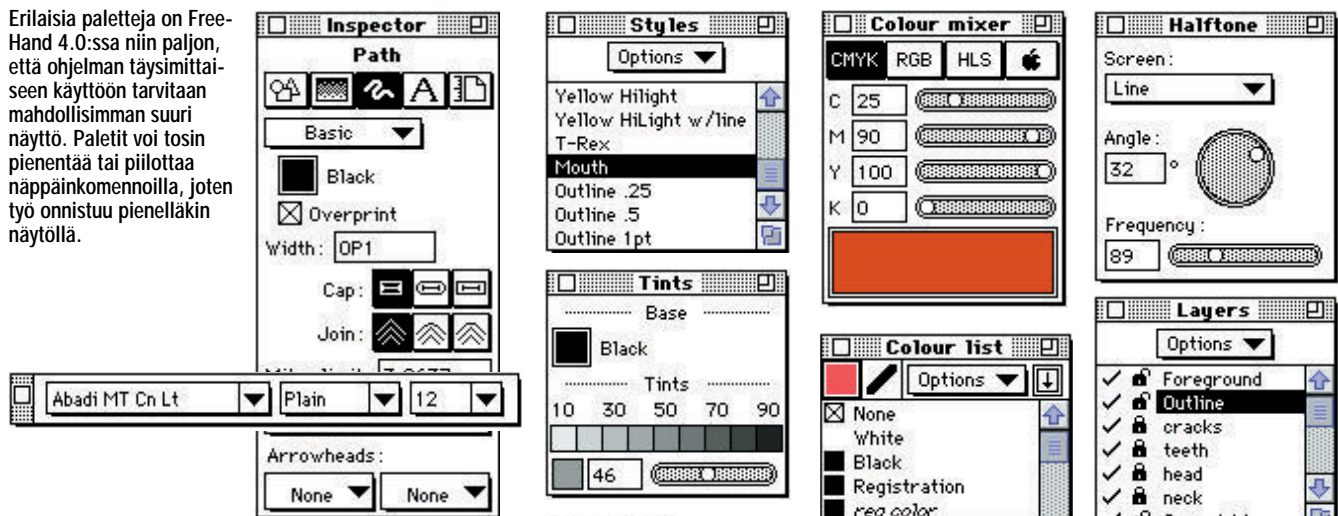 Erilaisia paletteja on Free-
Hand 4.0:ssa niin paljon,
että ohjelman täysimittai-
seen käyttöön tarvitaan
mahdollisimman suuri
näyttö. Paletit voi tosin
pienentää tai piilottaa
näppäinkomennoilla, joten
työ onnistuu pienelläkin
näytöllä.
Inspector
Path
A
Basic
Black
Overprint
Width: OP1
Cap:
Join:
Abadi MT Cn Lt Plain 12
Arrowheads:
None None
Styles
Options
Yellow Hilight
Yellow HiLight w/line
T-Rex
Mouth
Outline .25
Outline .5
Outline 1pt
Tints
Base
Black
Tints
10 30 50 70 90
46
Colour mixer
CMYK RGB HLS
C 25
M 90
Y 100
K 0
Colour list
Options
None
White
Black
Registration
reg color
Halftone
Screen:
Line
Angle:
32 °
Frequency:
89
Layers
Options
Foreground
Outline
cracks
teeth
head
neck